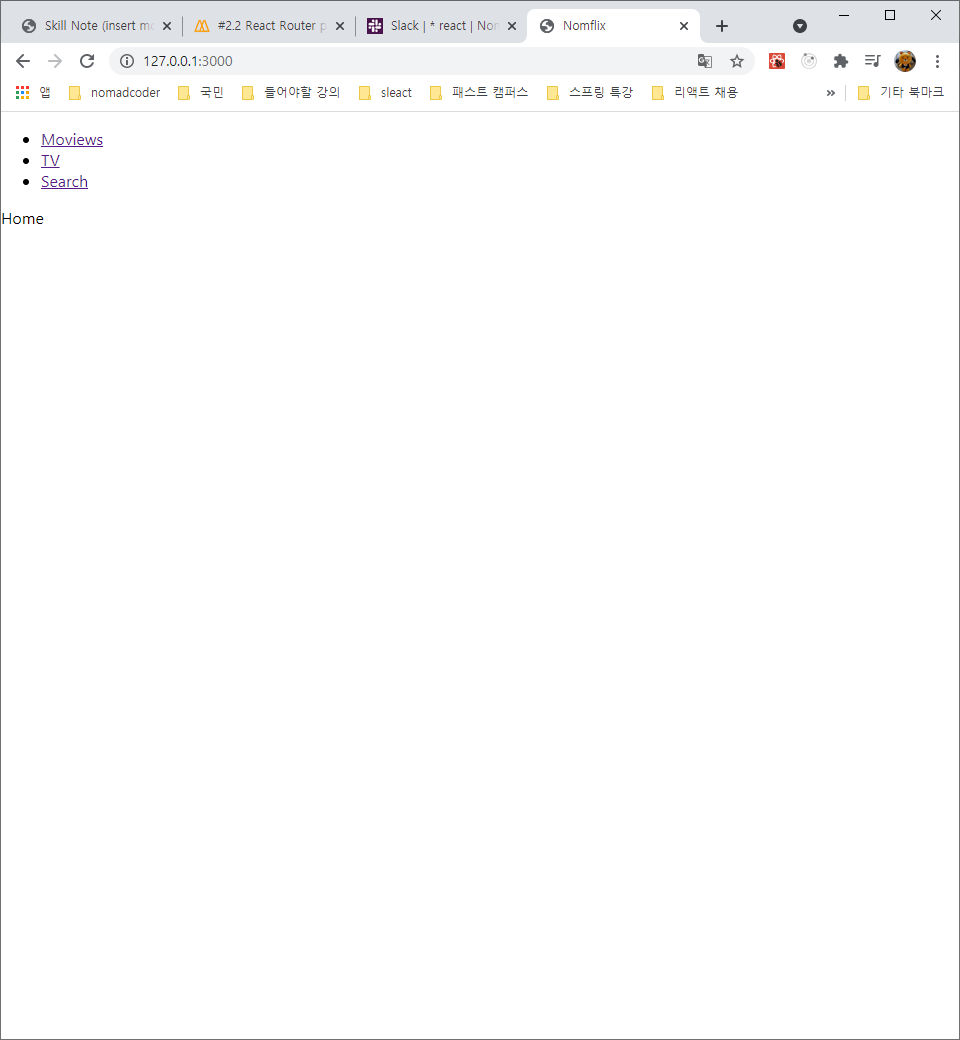 Skill Note (insert mo
#2.2 React Router p
Slack | * react | Nom
Nomflix
127.0.0.1:3000
앱 nomadcoder 국민 들어야할 강의 sleact 패스트 캠퍼스 스프링 특강 리액트 채용 » 기타 북마크
Moviews
TV
Search
Home